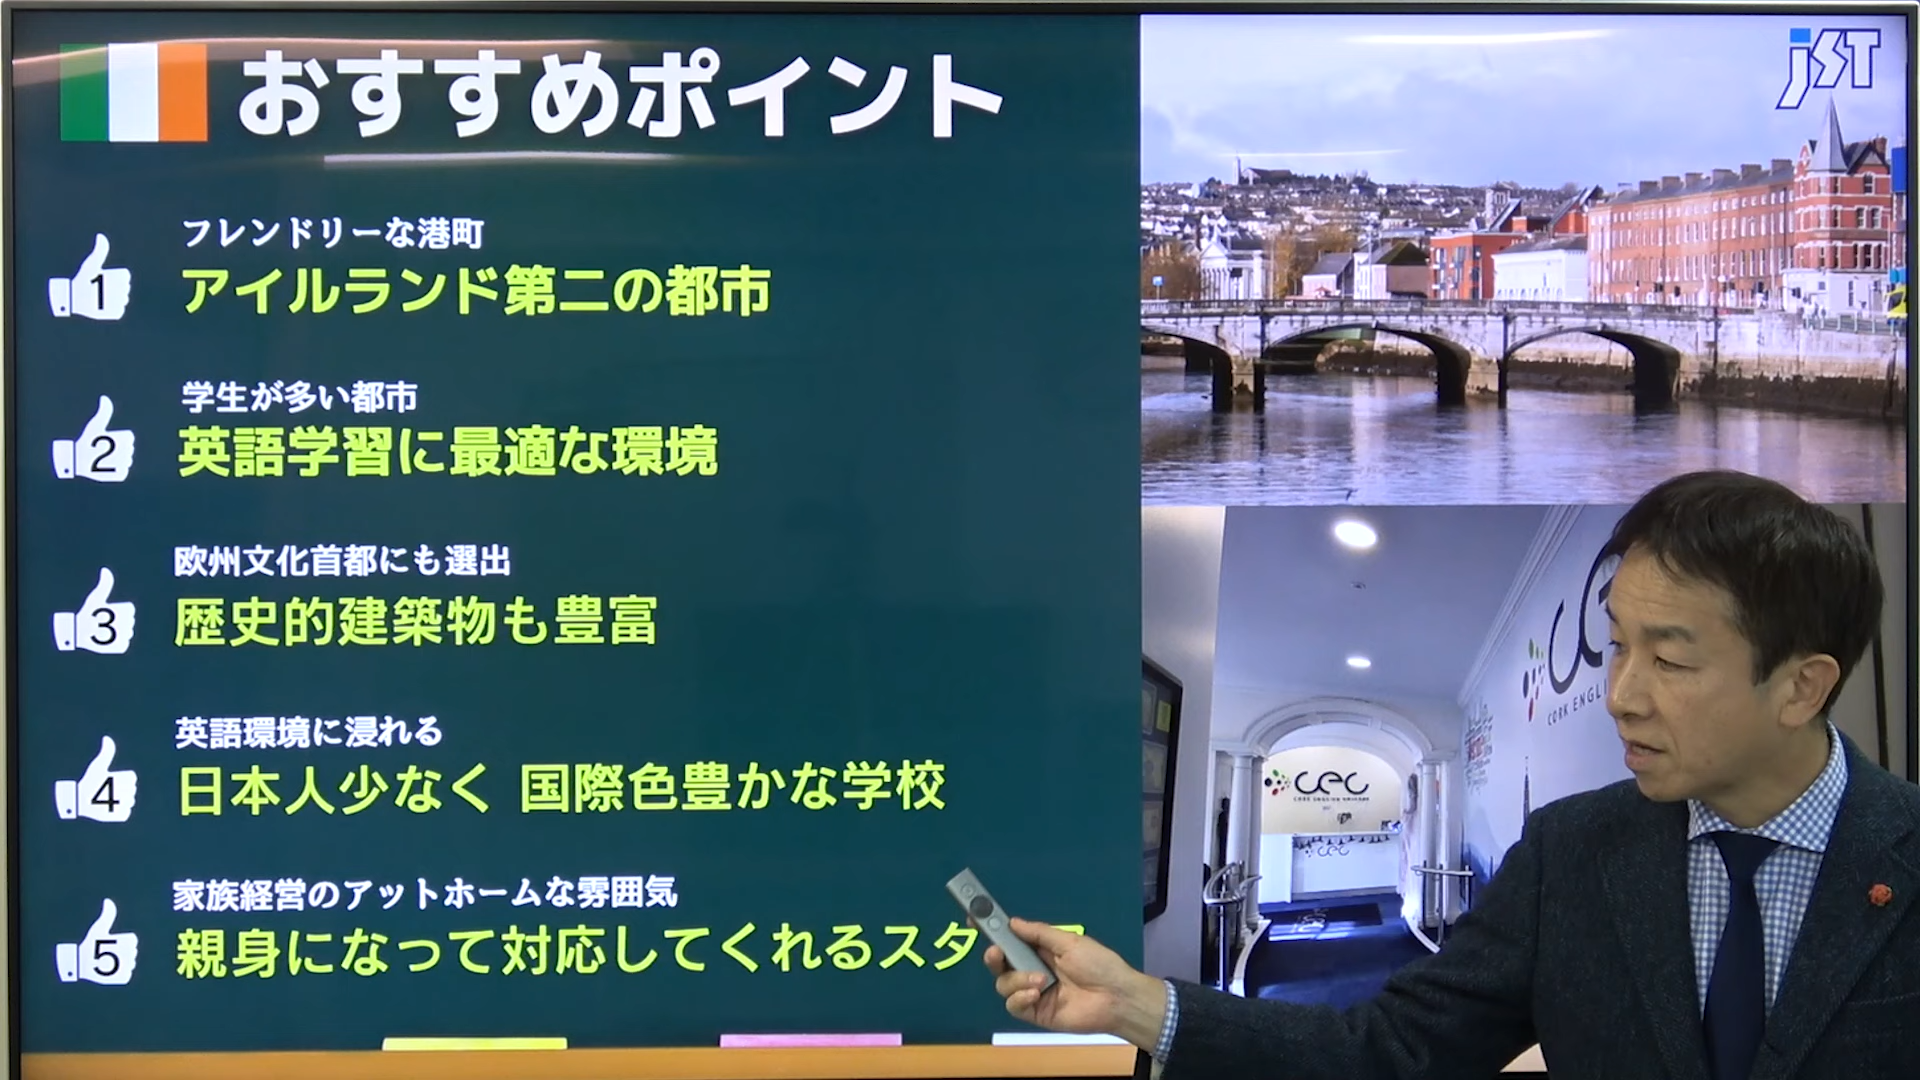 おすすめポイント
jST
フレンドリーな港町
1
アイルランド第二の都市
学生が多い都市
2
英語学習に最適な環境
欧州文化首都にも選出
3
歴史的建築物も豊富
英語環境に浸れる
4
日本人少なく 国際色豊かな学校
家族経営のアットホームな雰囲気
5
親身になって対応してくれるスタ
CORK ENGLI
cec
cec